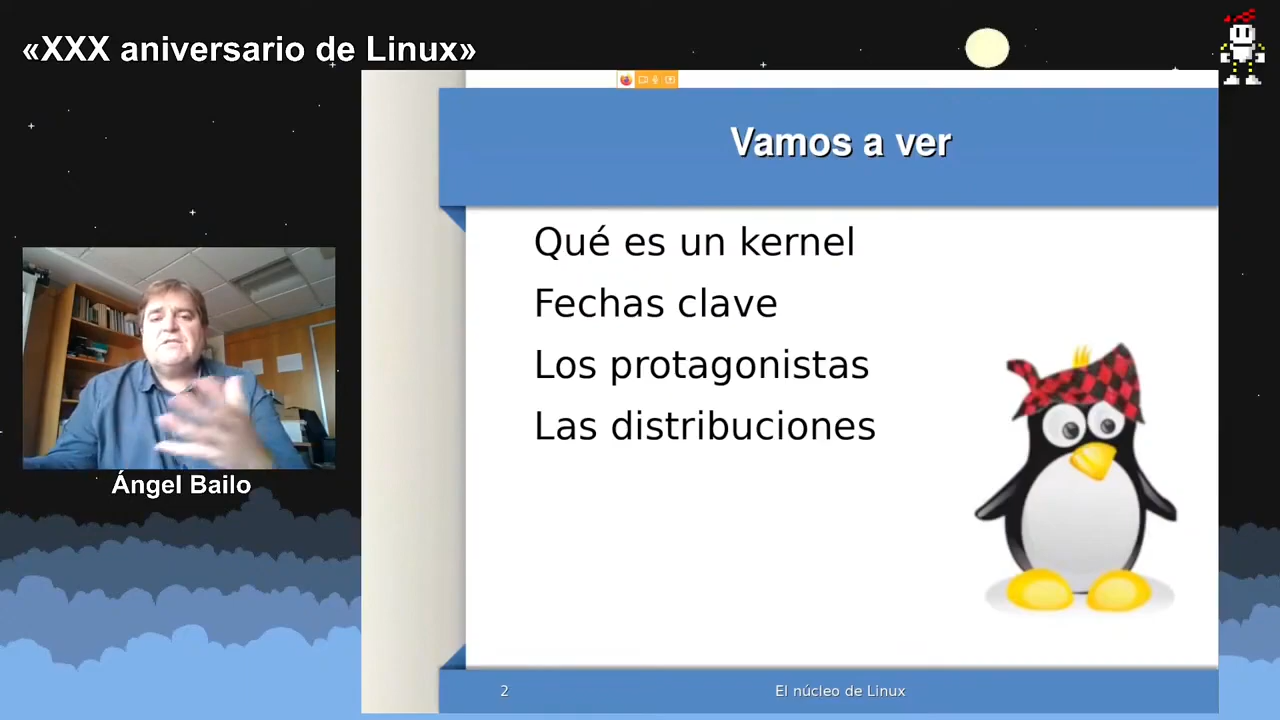 «XXX aniversario de Linux»
Vamos a ver
Qué es un kernel
Fechas clave
Los protagonistas
Las distribuciones
Ángel Bailo
2
El núcleo de Linux